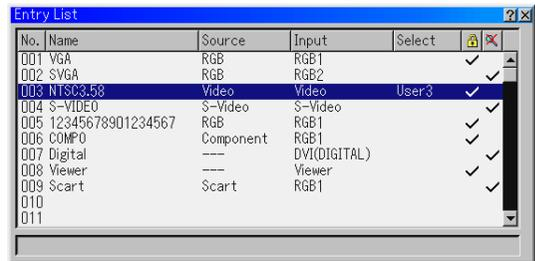 Entry List
No. Name Source Input Select
001 VGA RGB RGB1
002 SVGA RGB RGB2
003 NTSC3.58 Video Video User3
004 S-VIDEO S-Video S-Video
005 12345678901234567 RGB RGB1
006 COMPO Component RGB1
007 Digital --- DVI(DIGITAL)
008 Viewer --- Viewer
009 Scart Scart RGB1
010
011